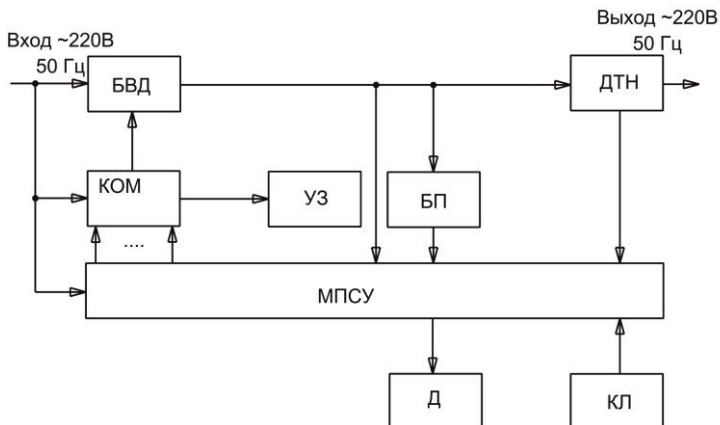 Вход ~220В
50 Гц
Выход ~220В
50 Гц
БВД
ДТН
КОМ
УЗ
БП
....
МПСУ
Д
КЛ